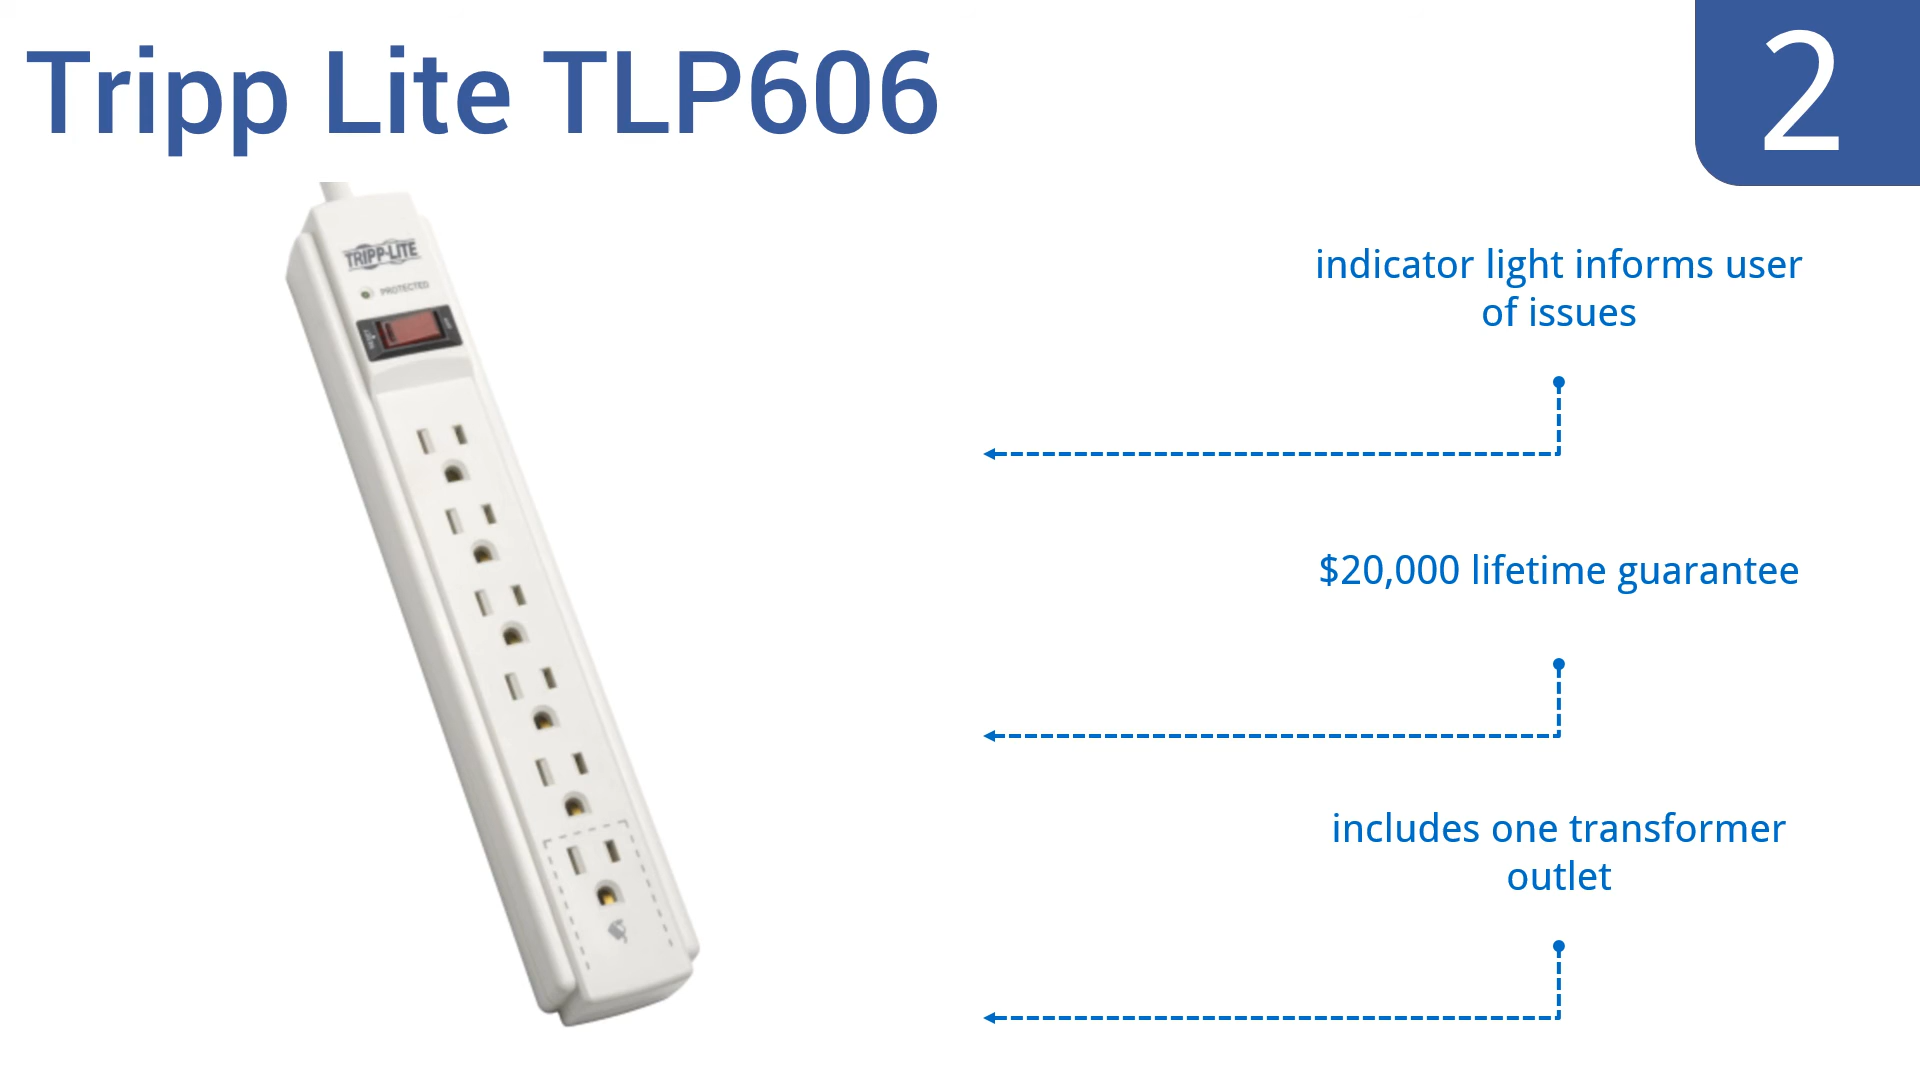 Tripp Lite TLP606
2
TRIPP·LITE
PROTECTED
indicator light informs user
of issues
$20,000 lifetime guarantee
includes one transformer
outlet